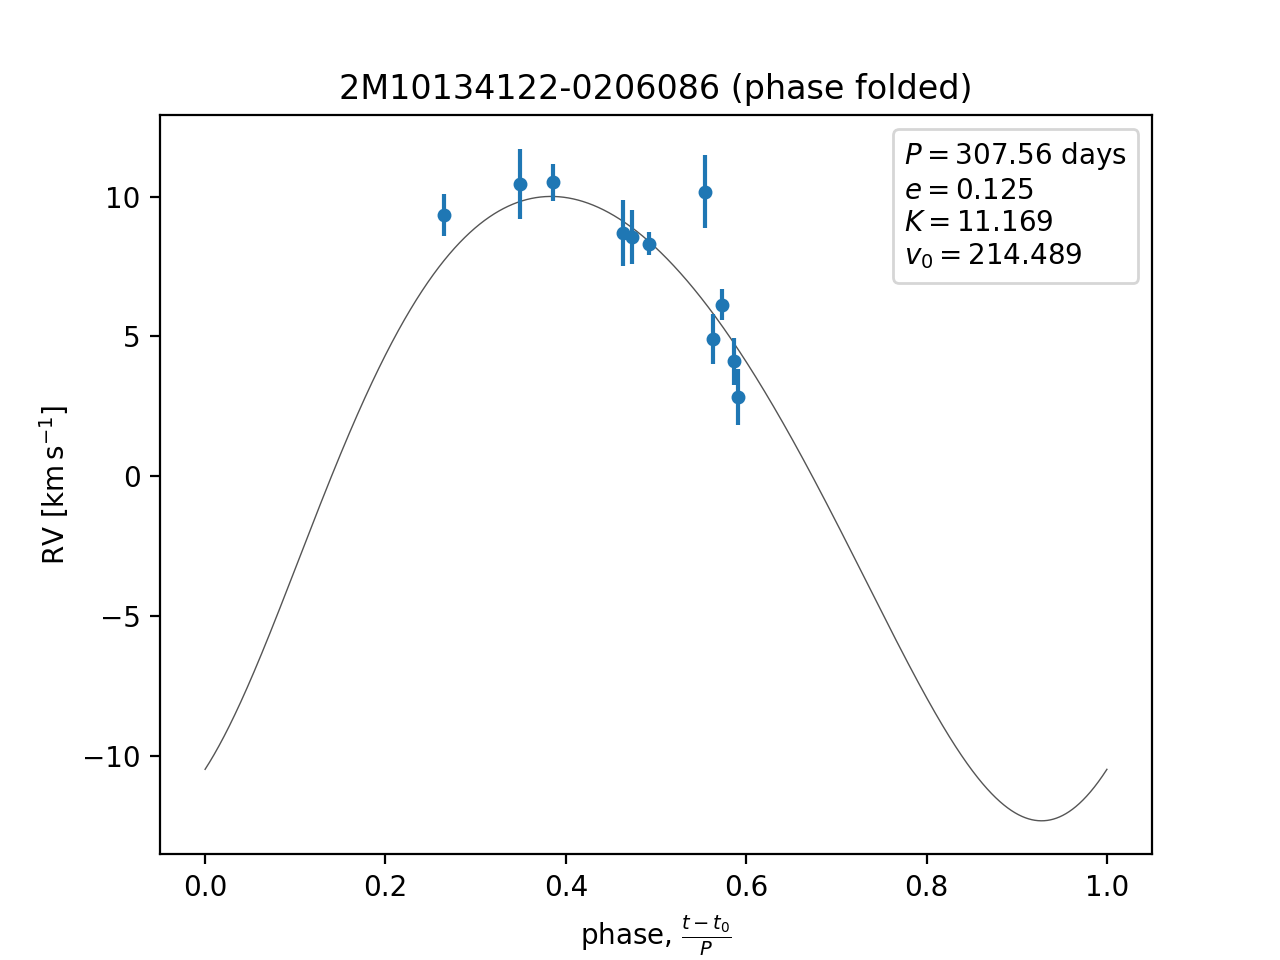 2M10134122-0206086 (phase folded)
P = 307.56 days
e = 0.125
K = 11.169
v₀ = 214.489
10
5
0
−5
−10
RV [km s⁻¹]
0.0 0.2 0.4 0.6 0.8 1.0
phase, (t − t₀)/P